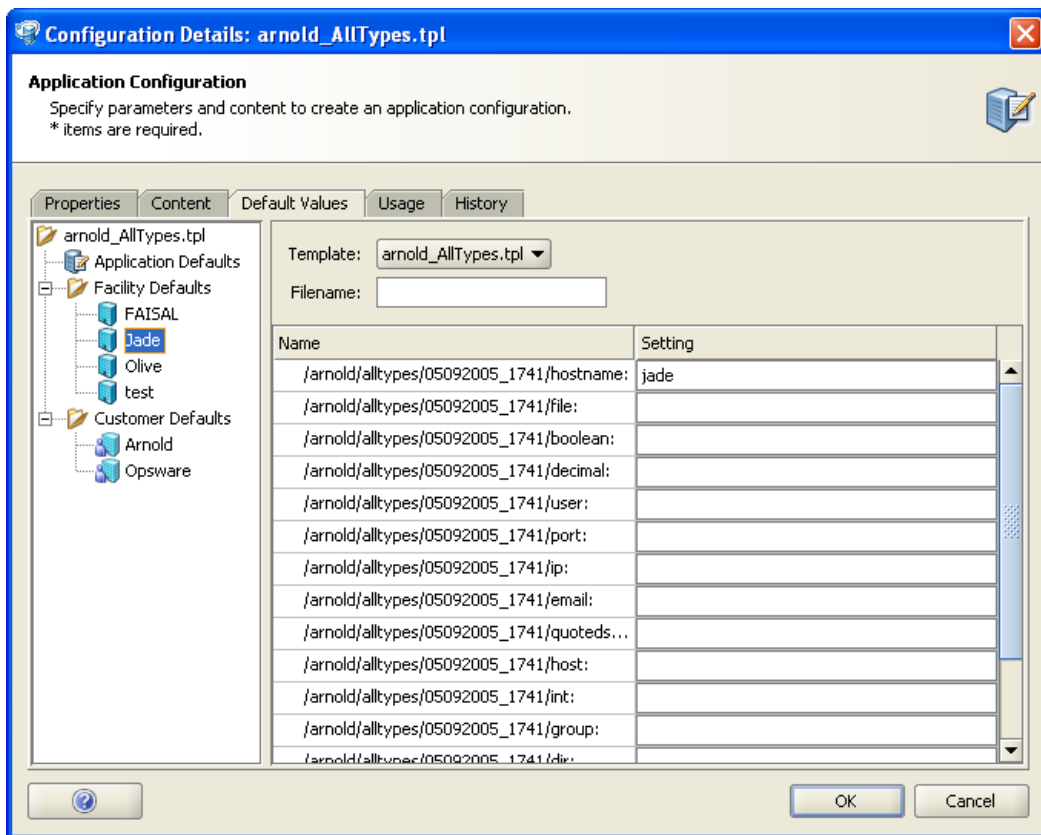 Configuration Details: arnold_AllTypes.tpl
Application Configuration
Specify parameters and content to create an application configuration.
* items are required.
Properties Content Default Values Usage History
arnold_AllTypes.tpl
Application Defaults
Facility Defaults
FAISAL
Jade
Olive
test
Customer Defaults
Arnold
Opsware
Template: arnold_AllTypes.tpl
Filename:
Name Setting
/arnold/alltypes/05092005_1741/hostname: jade
/arnold/alltypes/05092005_1741/file:
/arnold/alltypes/05092005_1741/boolean:
/arnold/alltypes/05092005_1741/decimal:
/arnold/alltypes/05092005_1741/user:
/arnold/alltypes/05092005_1741/port:
/arnold/alltypes/05092005_1741/ip:
/arnold/alltypes/05092005_1741/email:
/arnold/alltypes/05092005_1741/quoteds...
/arnold/alltypes/05092005_1741/host:
/arnold/alltypes/05092005_1741/int:
/arnold/alltypes/05092005_1741/group:
/arnold/alltypes/05092005_1741/dir:
OK Cancel